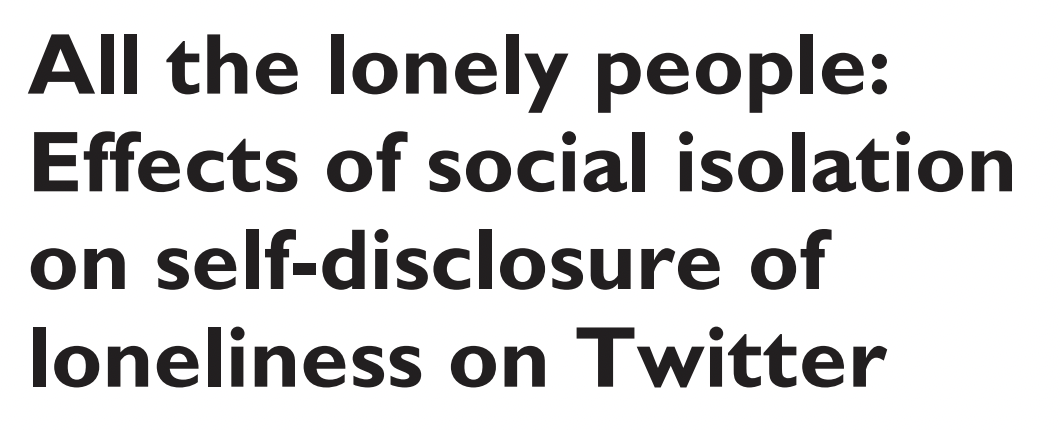 All the lonely people:
Effects of social isolation
on self-disclosure of
loneliness on Twitter